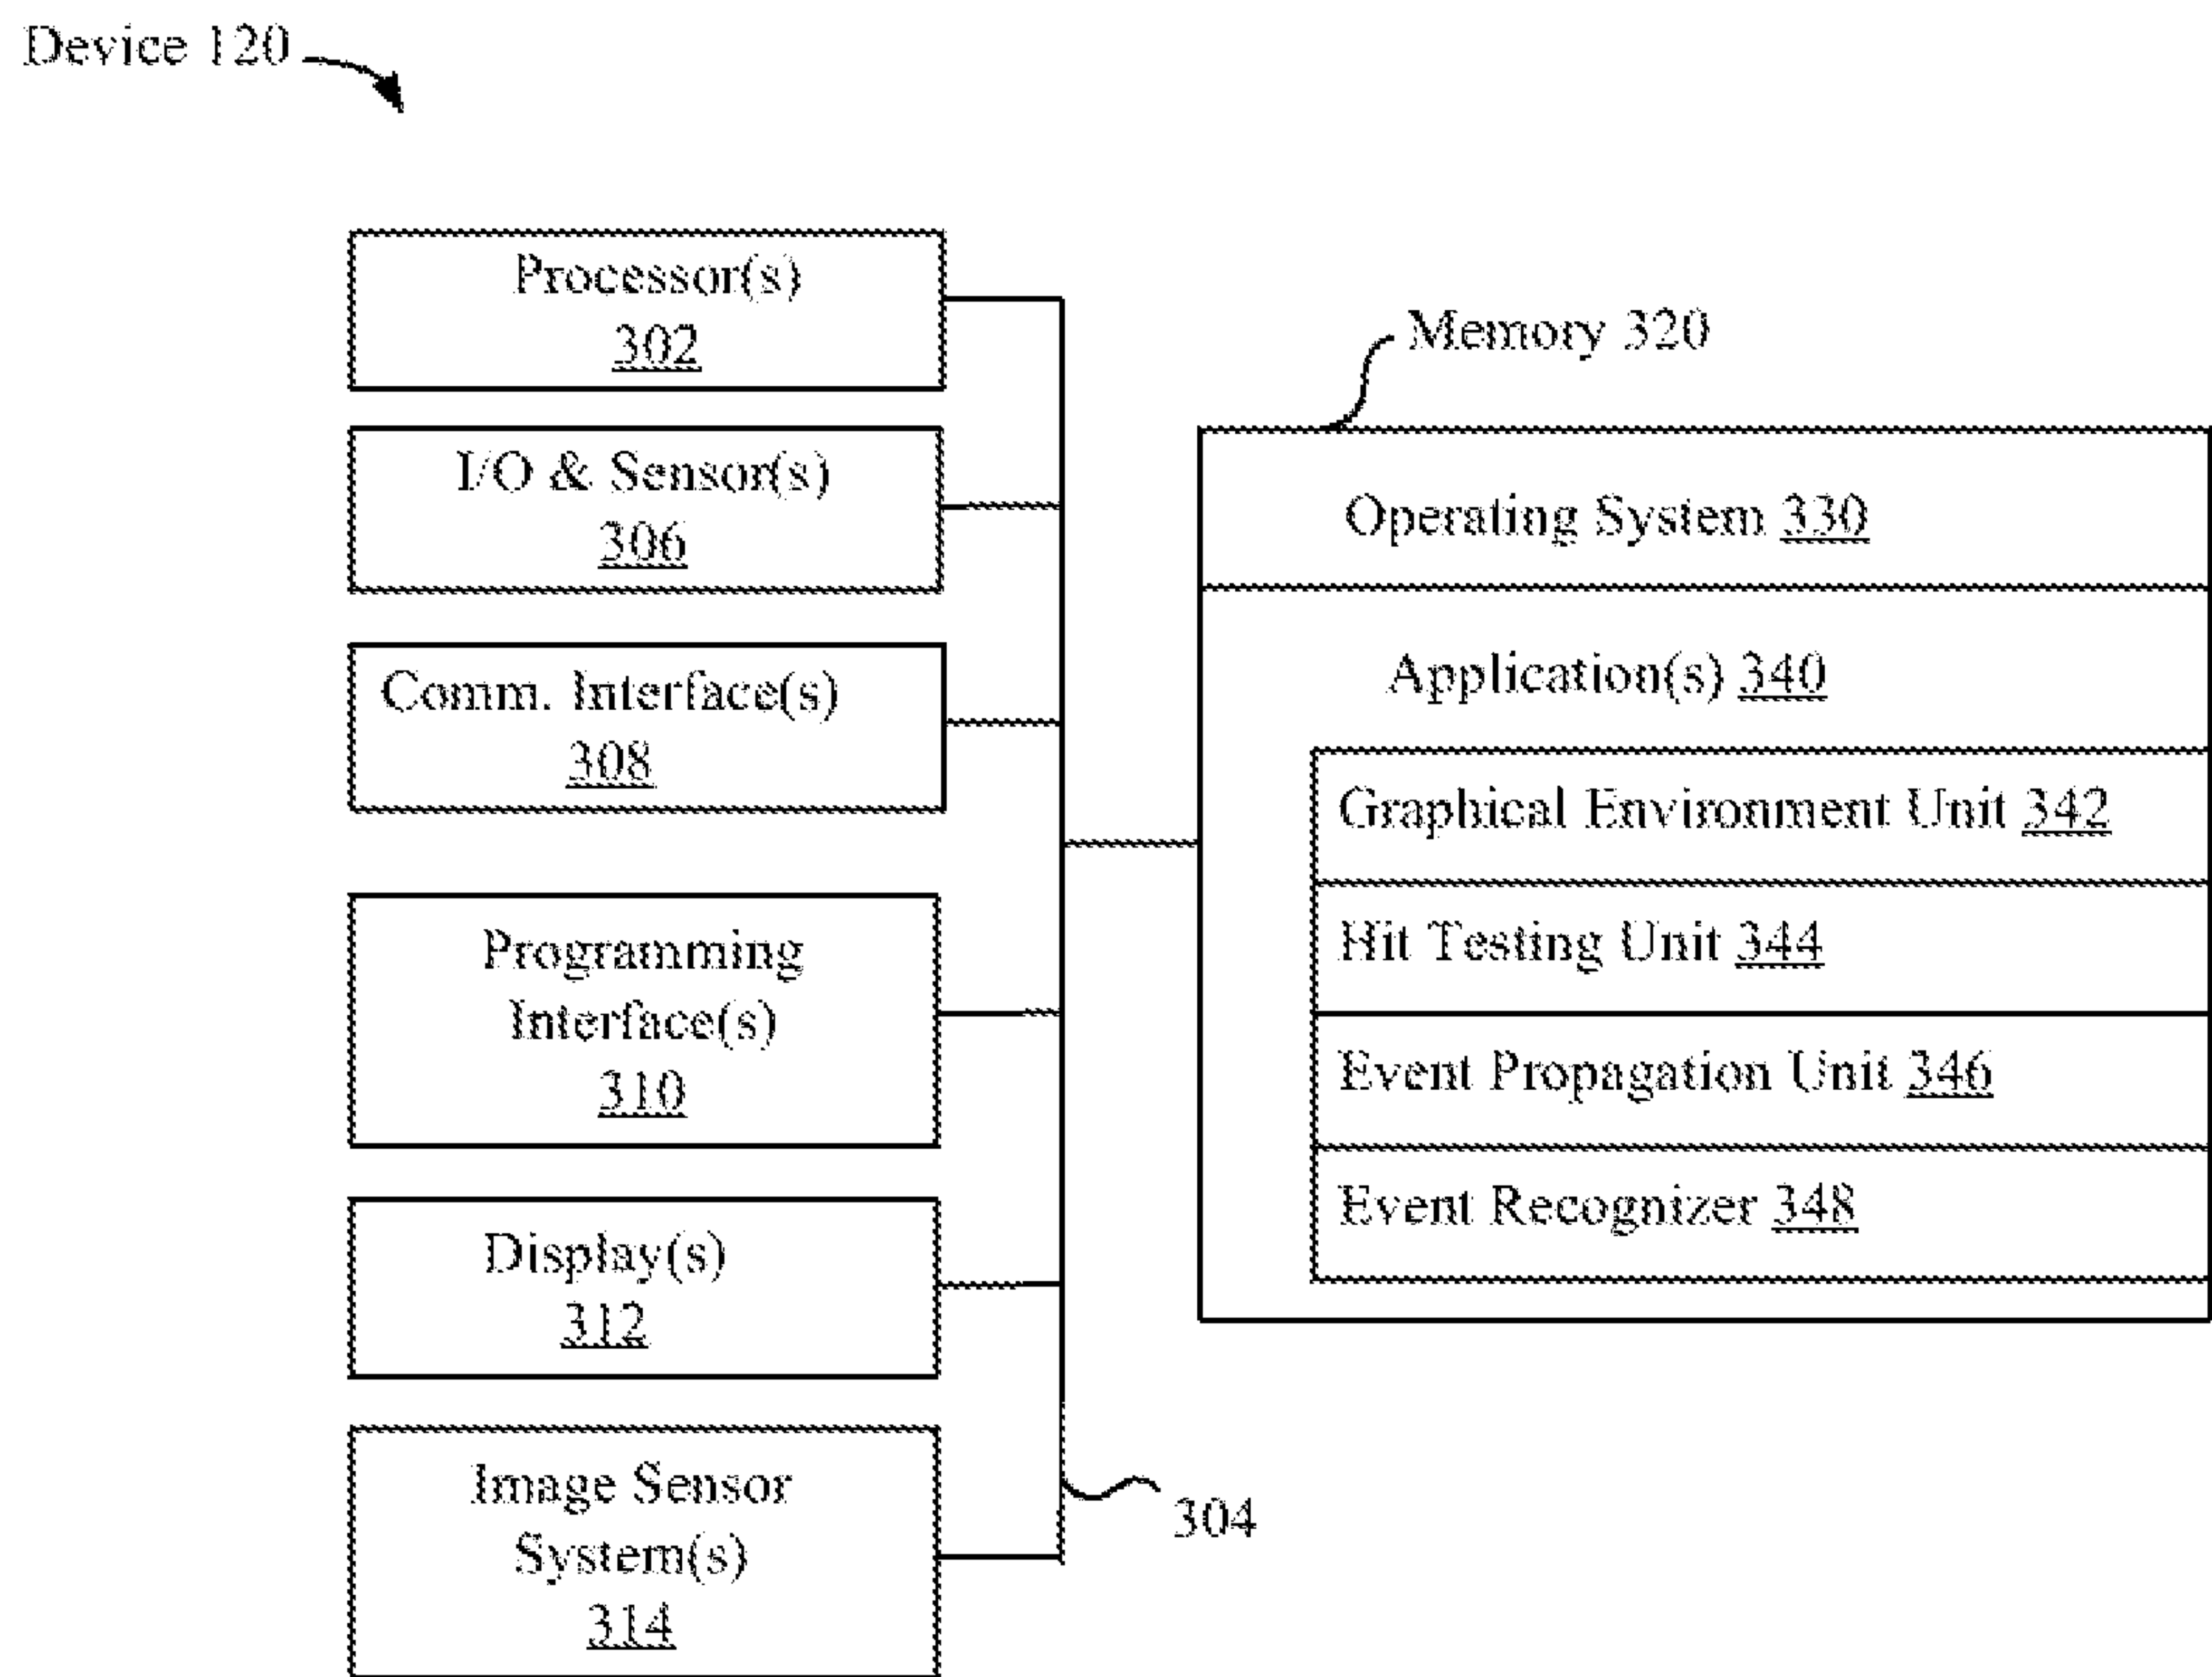 Device 120
Processor(s)
302
I/O & Sensor(s)
306
Comm. Interface(s)
308
Programming
Interface(s)
310
Display(s)
312
Image Sensor
System(s)
314
304
Memory 320
Operating System 330
Application(s) 340
Graphical Environment Unit 342
Hit Testing Unit 344
Event Propagation Unit 346
Event Recognizer 348